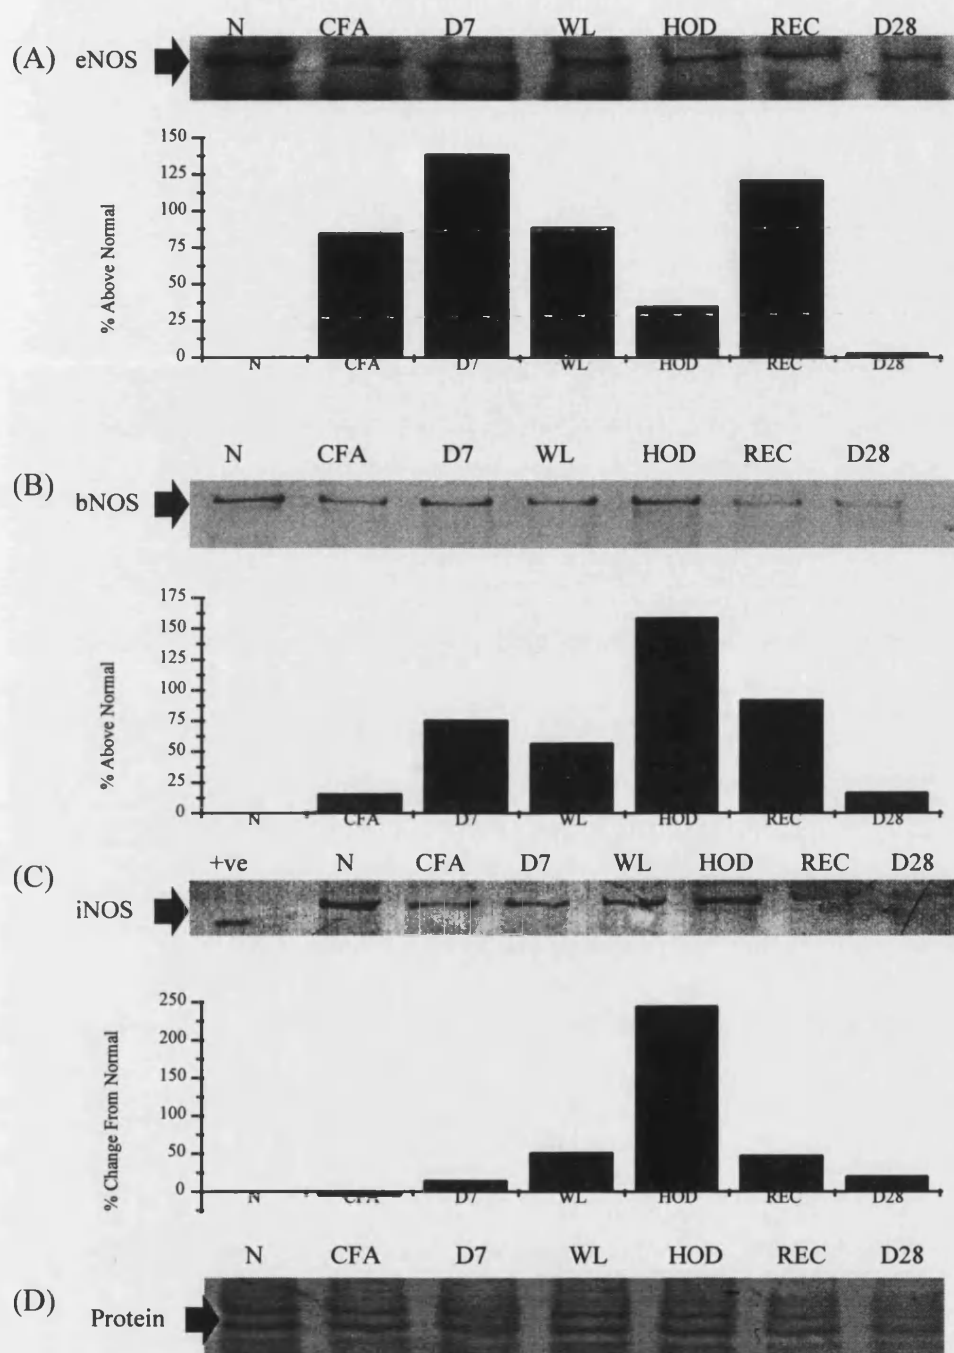 N CFA D7 WL HOD REC D28
(A) eNOS
150
125
100
75
50
25
0
% Above Normal
N CFA D7 WL HOD REC D28
N CFA D7 WL HOD REC D28
(B) bNOS
175
150
125
100
75
50
25
0
% Above Normal
N CFA D7 WL HOD REC D28
(C) +ve N CFA D7 WL HOD REC D28
iNOS
250
200
150
100
50
0
% Change From Normal
N CFA D7 WL HOD REC D28
N CFA D7 WL HOD REC D28
(D) Protein